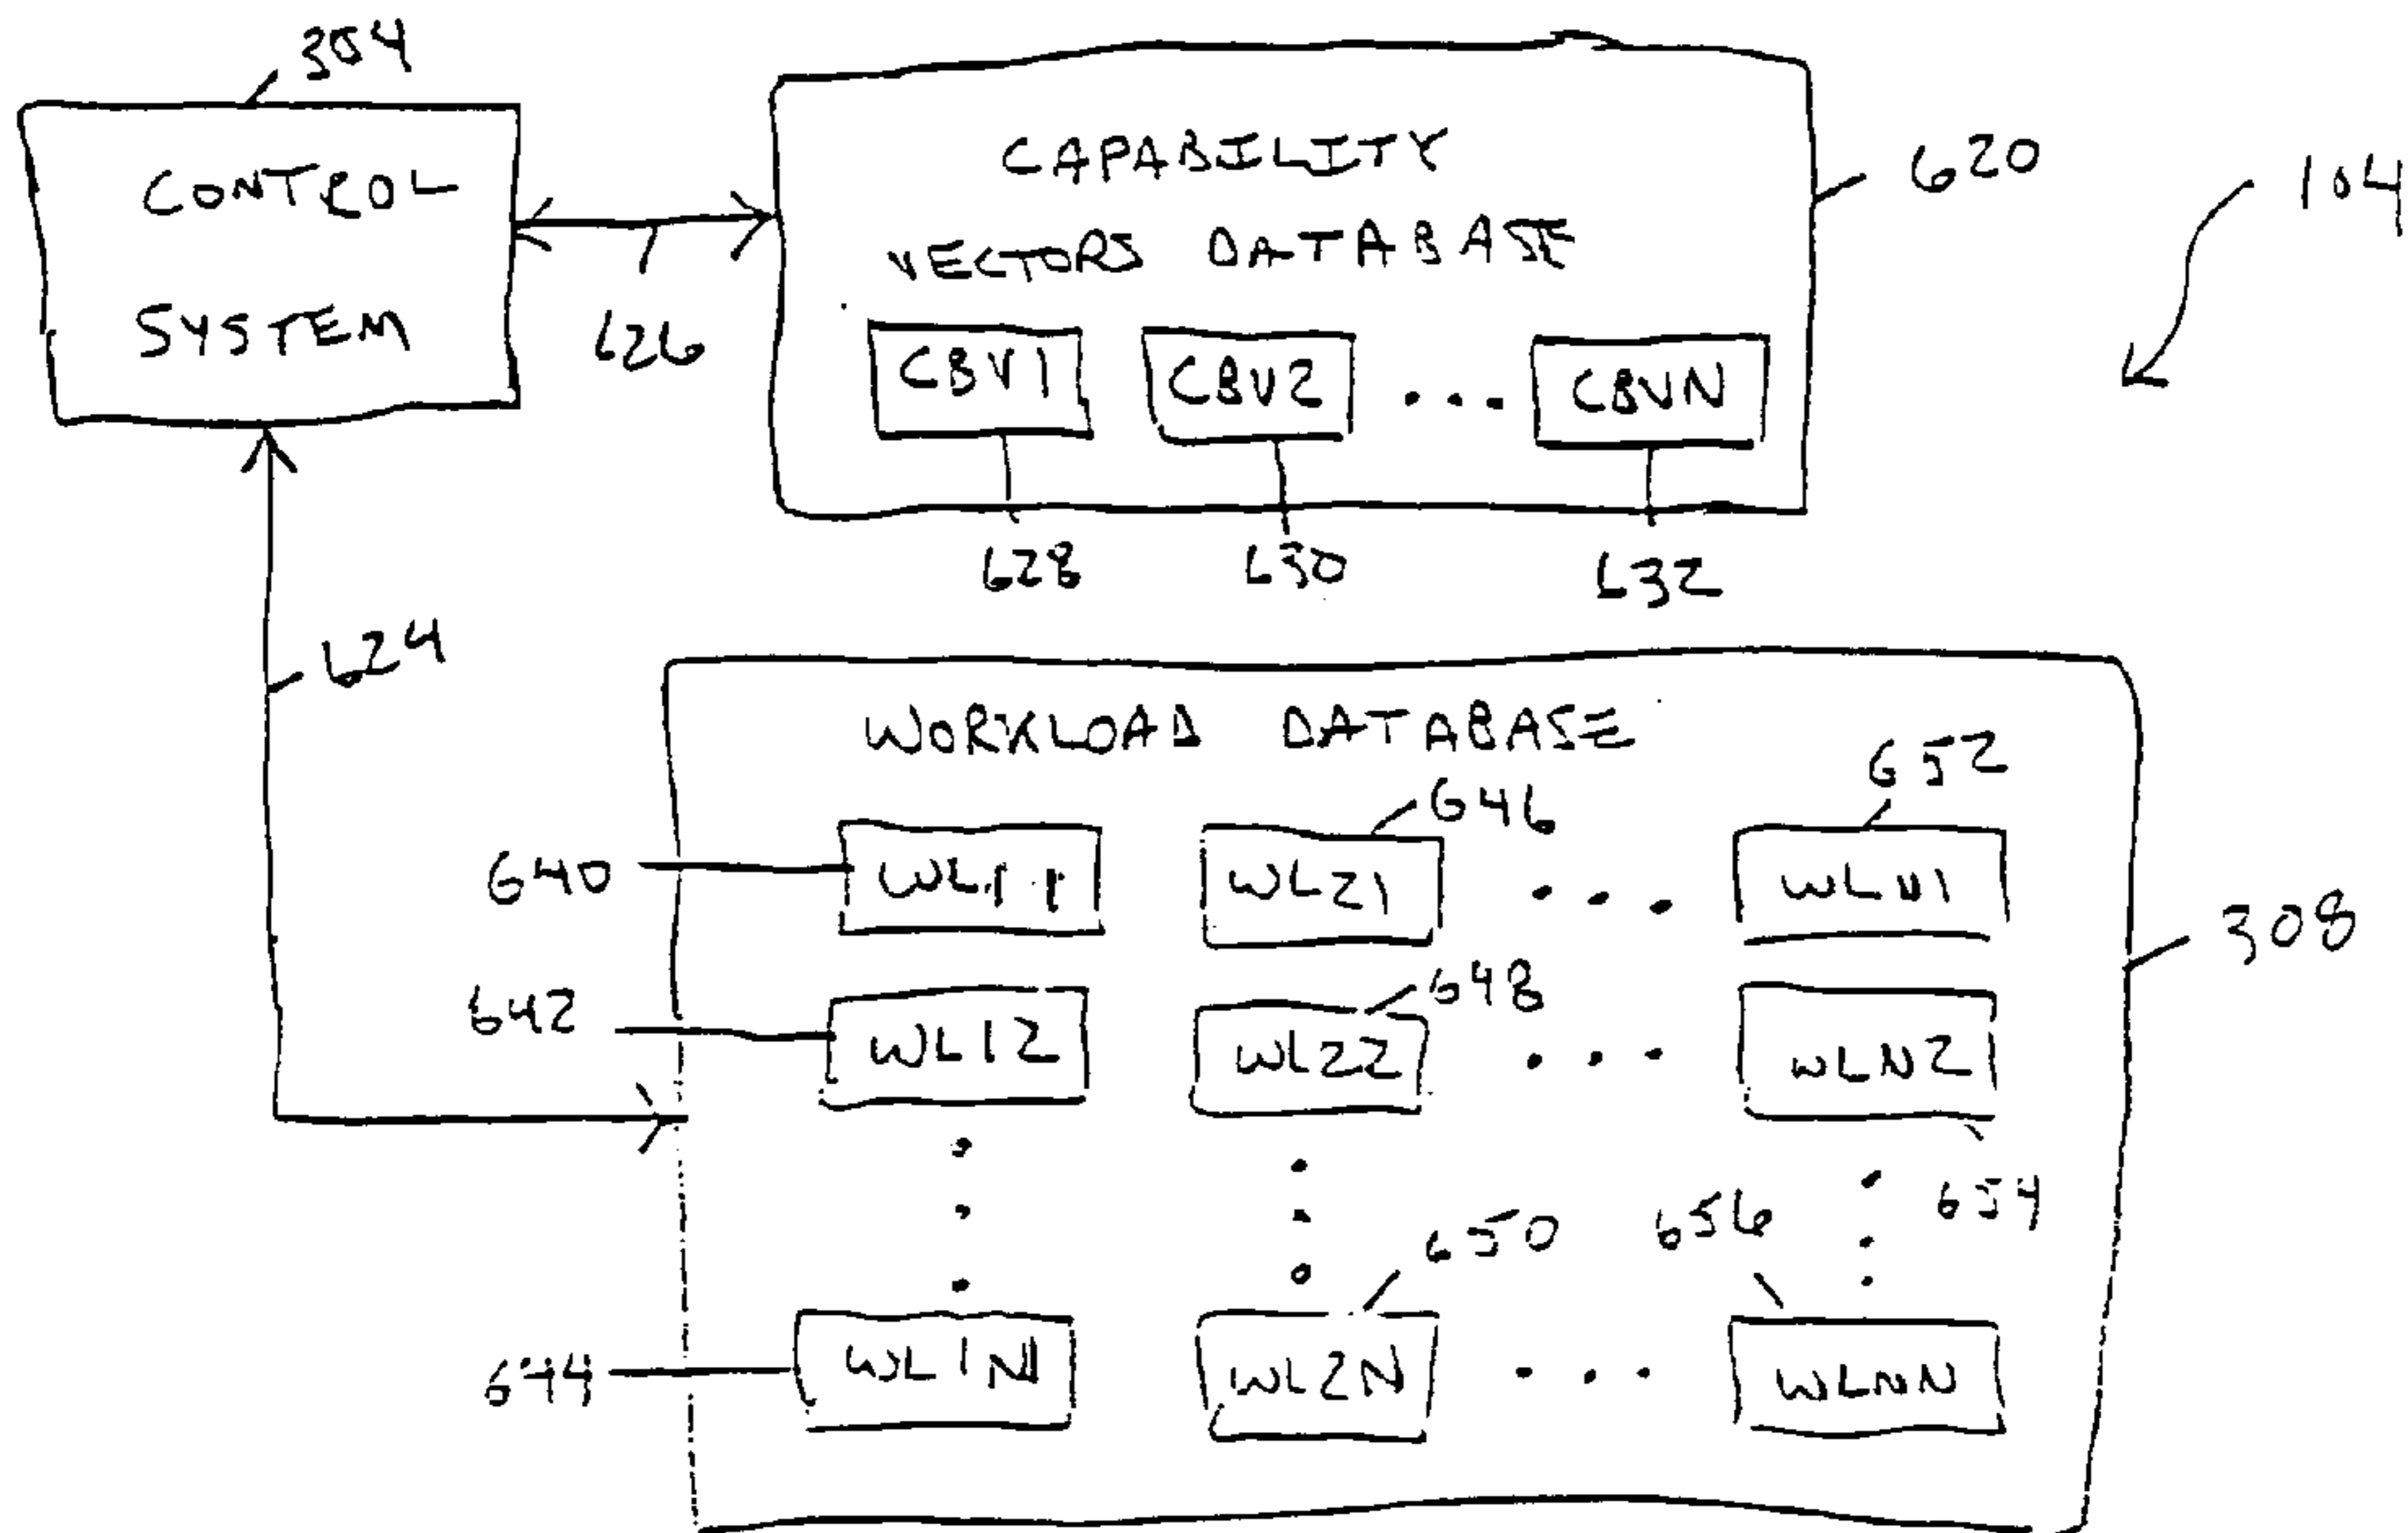 304
CONTROL
SYSTEM
626
CAPABILITY
VECTORS DATABASE
CBV1 CBV2 ... CBVN
620
104
628 630 632
624
WORKLOAD DATABASE
646 652
640 WL11 WL21 ... WLN1
308
642 648
WL12 WL22 ... WLN2
650 656 654
644 WL1N WL2N ... WLNN